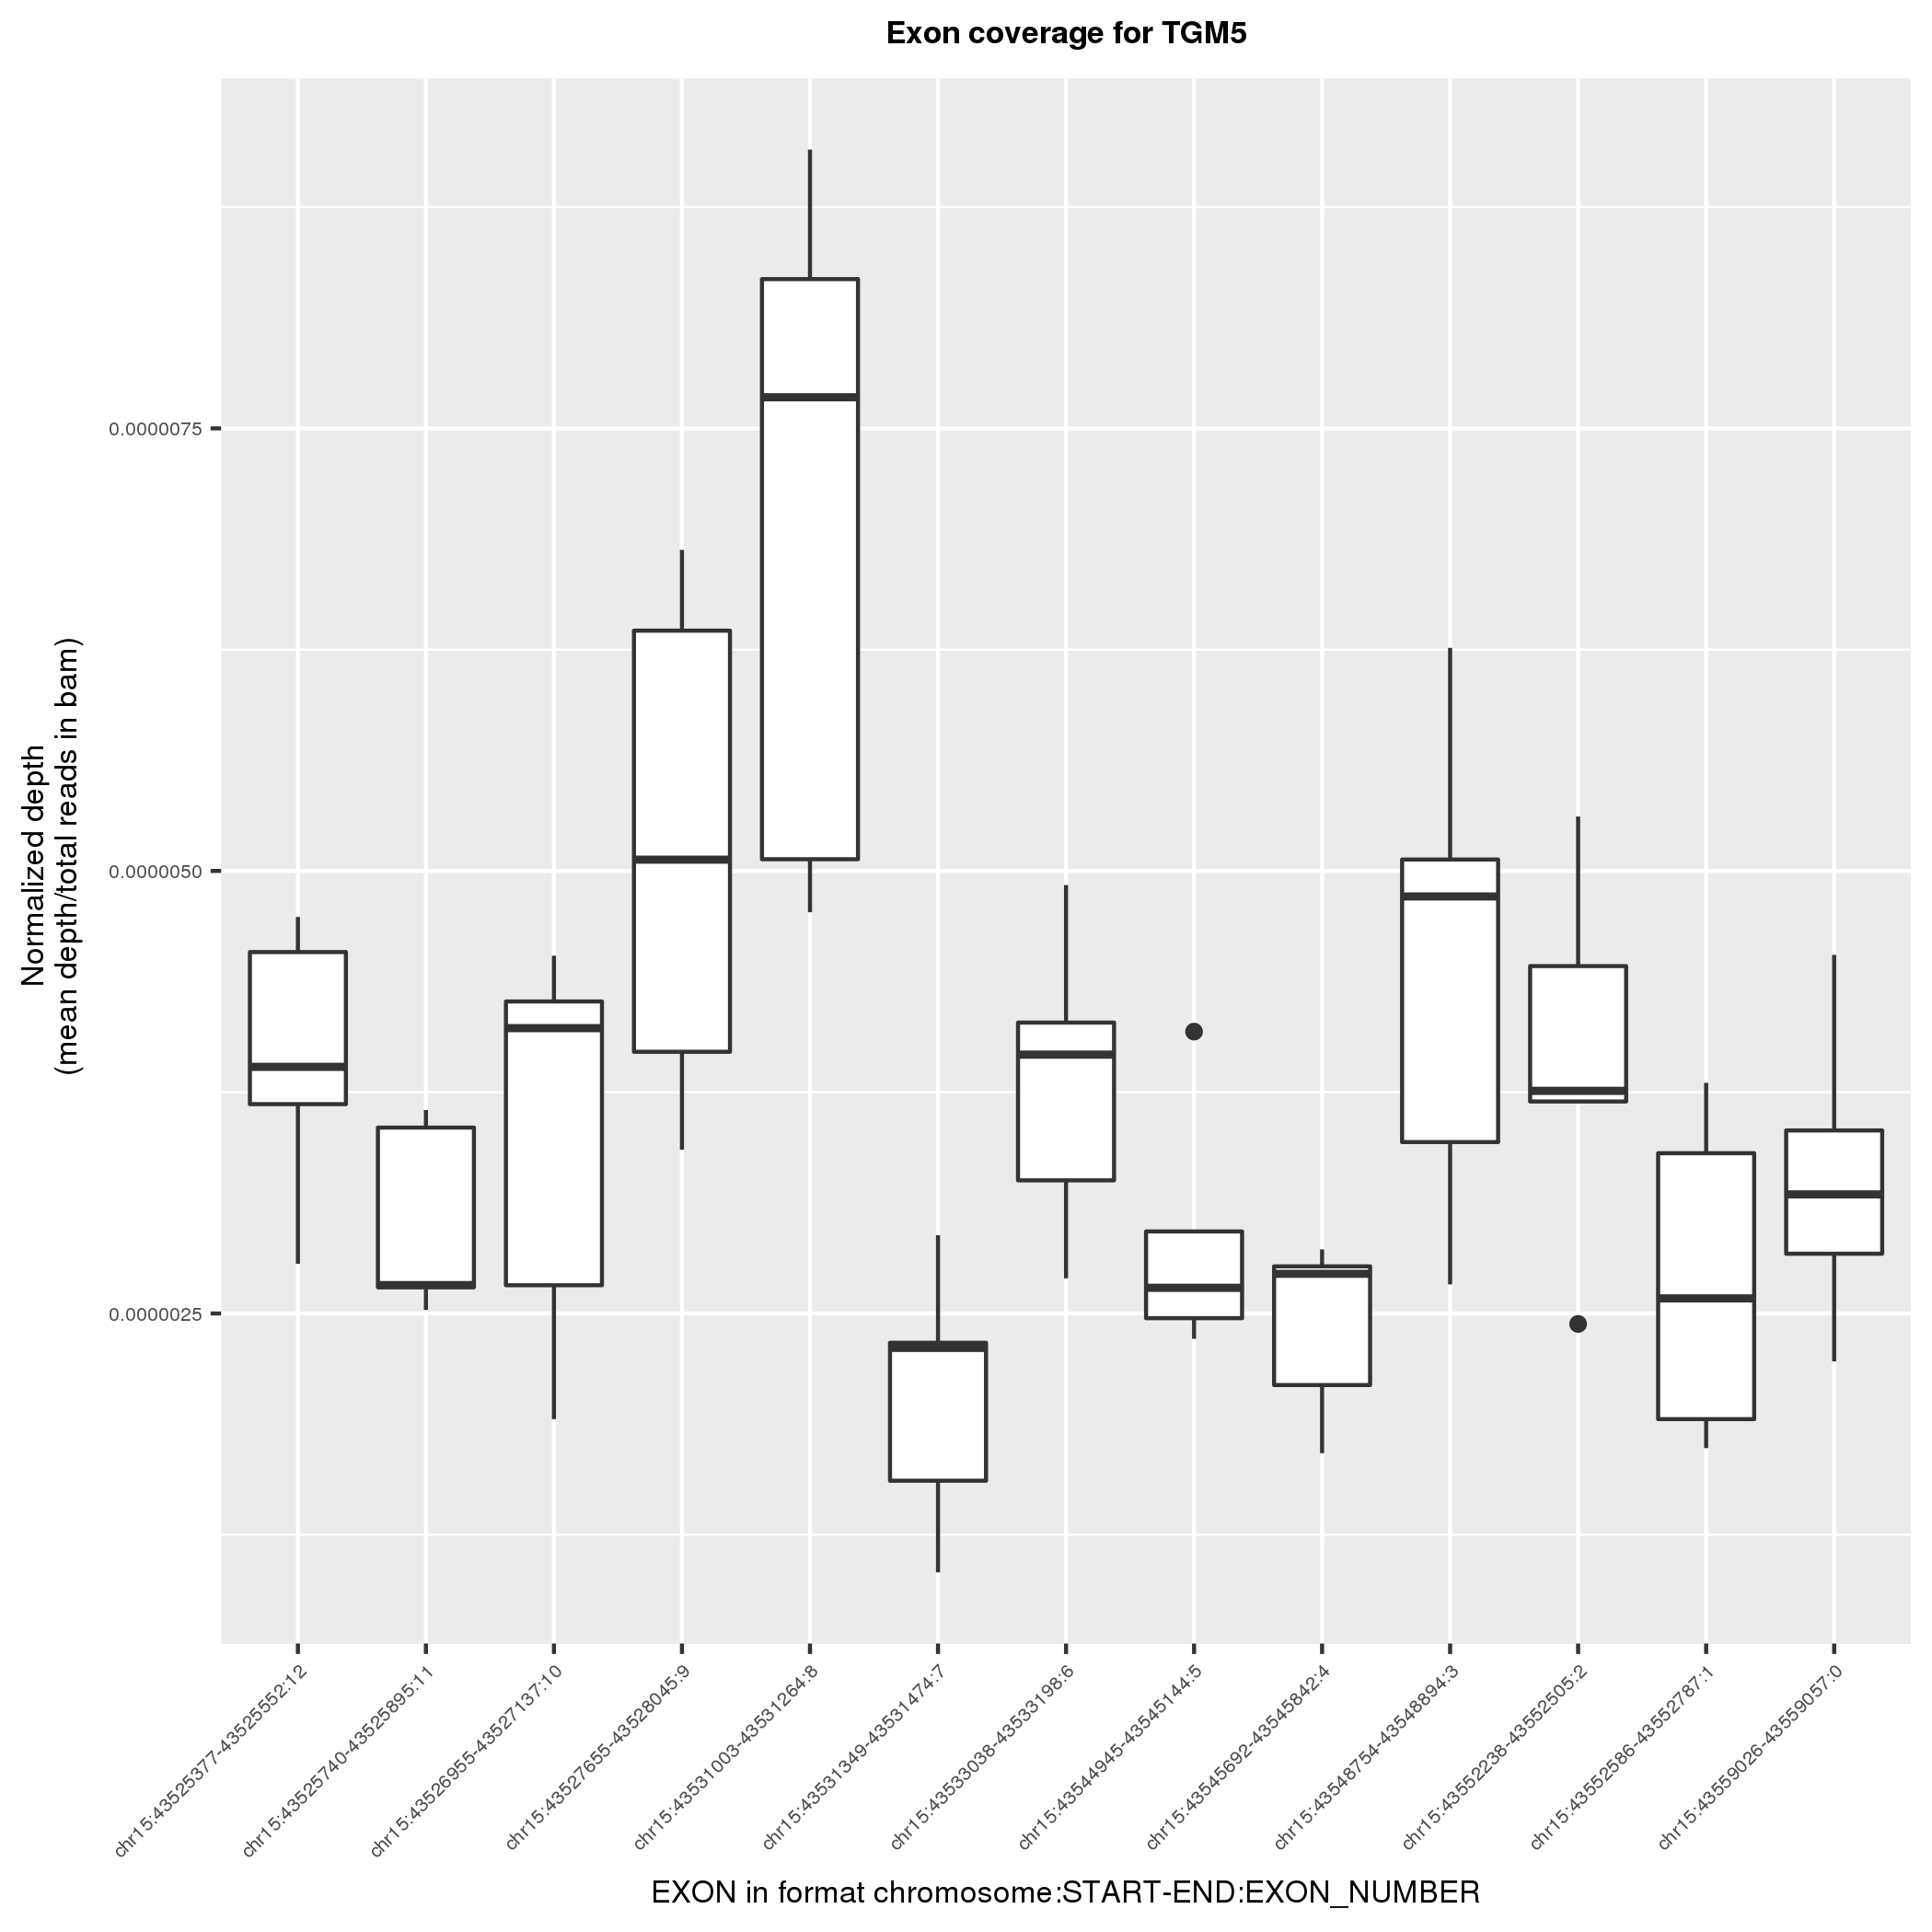 Exon coverage for TGM5
Normalized depth
(mean depth/total reads in bam)
0.0000075
0.0000050
0.0000025
chr15:43525377-43525552:12
chr15:43525740-43525895:11
chr15:43526955-43527137:10
chr15:43527655-43528045:9
chr15:43531003-43531264:8
chr15:43531349-43531474:7
chr15:43533038-43533198:6
chr15:43544945-43545144:5
chr15:43545692-43545842:4
chr15:43548754-43548894:3
chr15:43552238-43552505:2
chr15:43552586-43552787:1
chr15:43559026-43559057:0
EXON in format chromosome:START-END:EXON_NUMBER